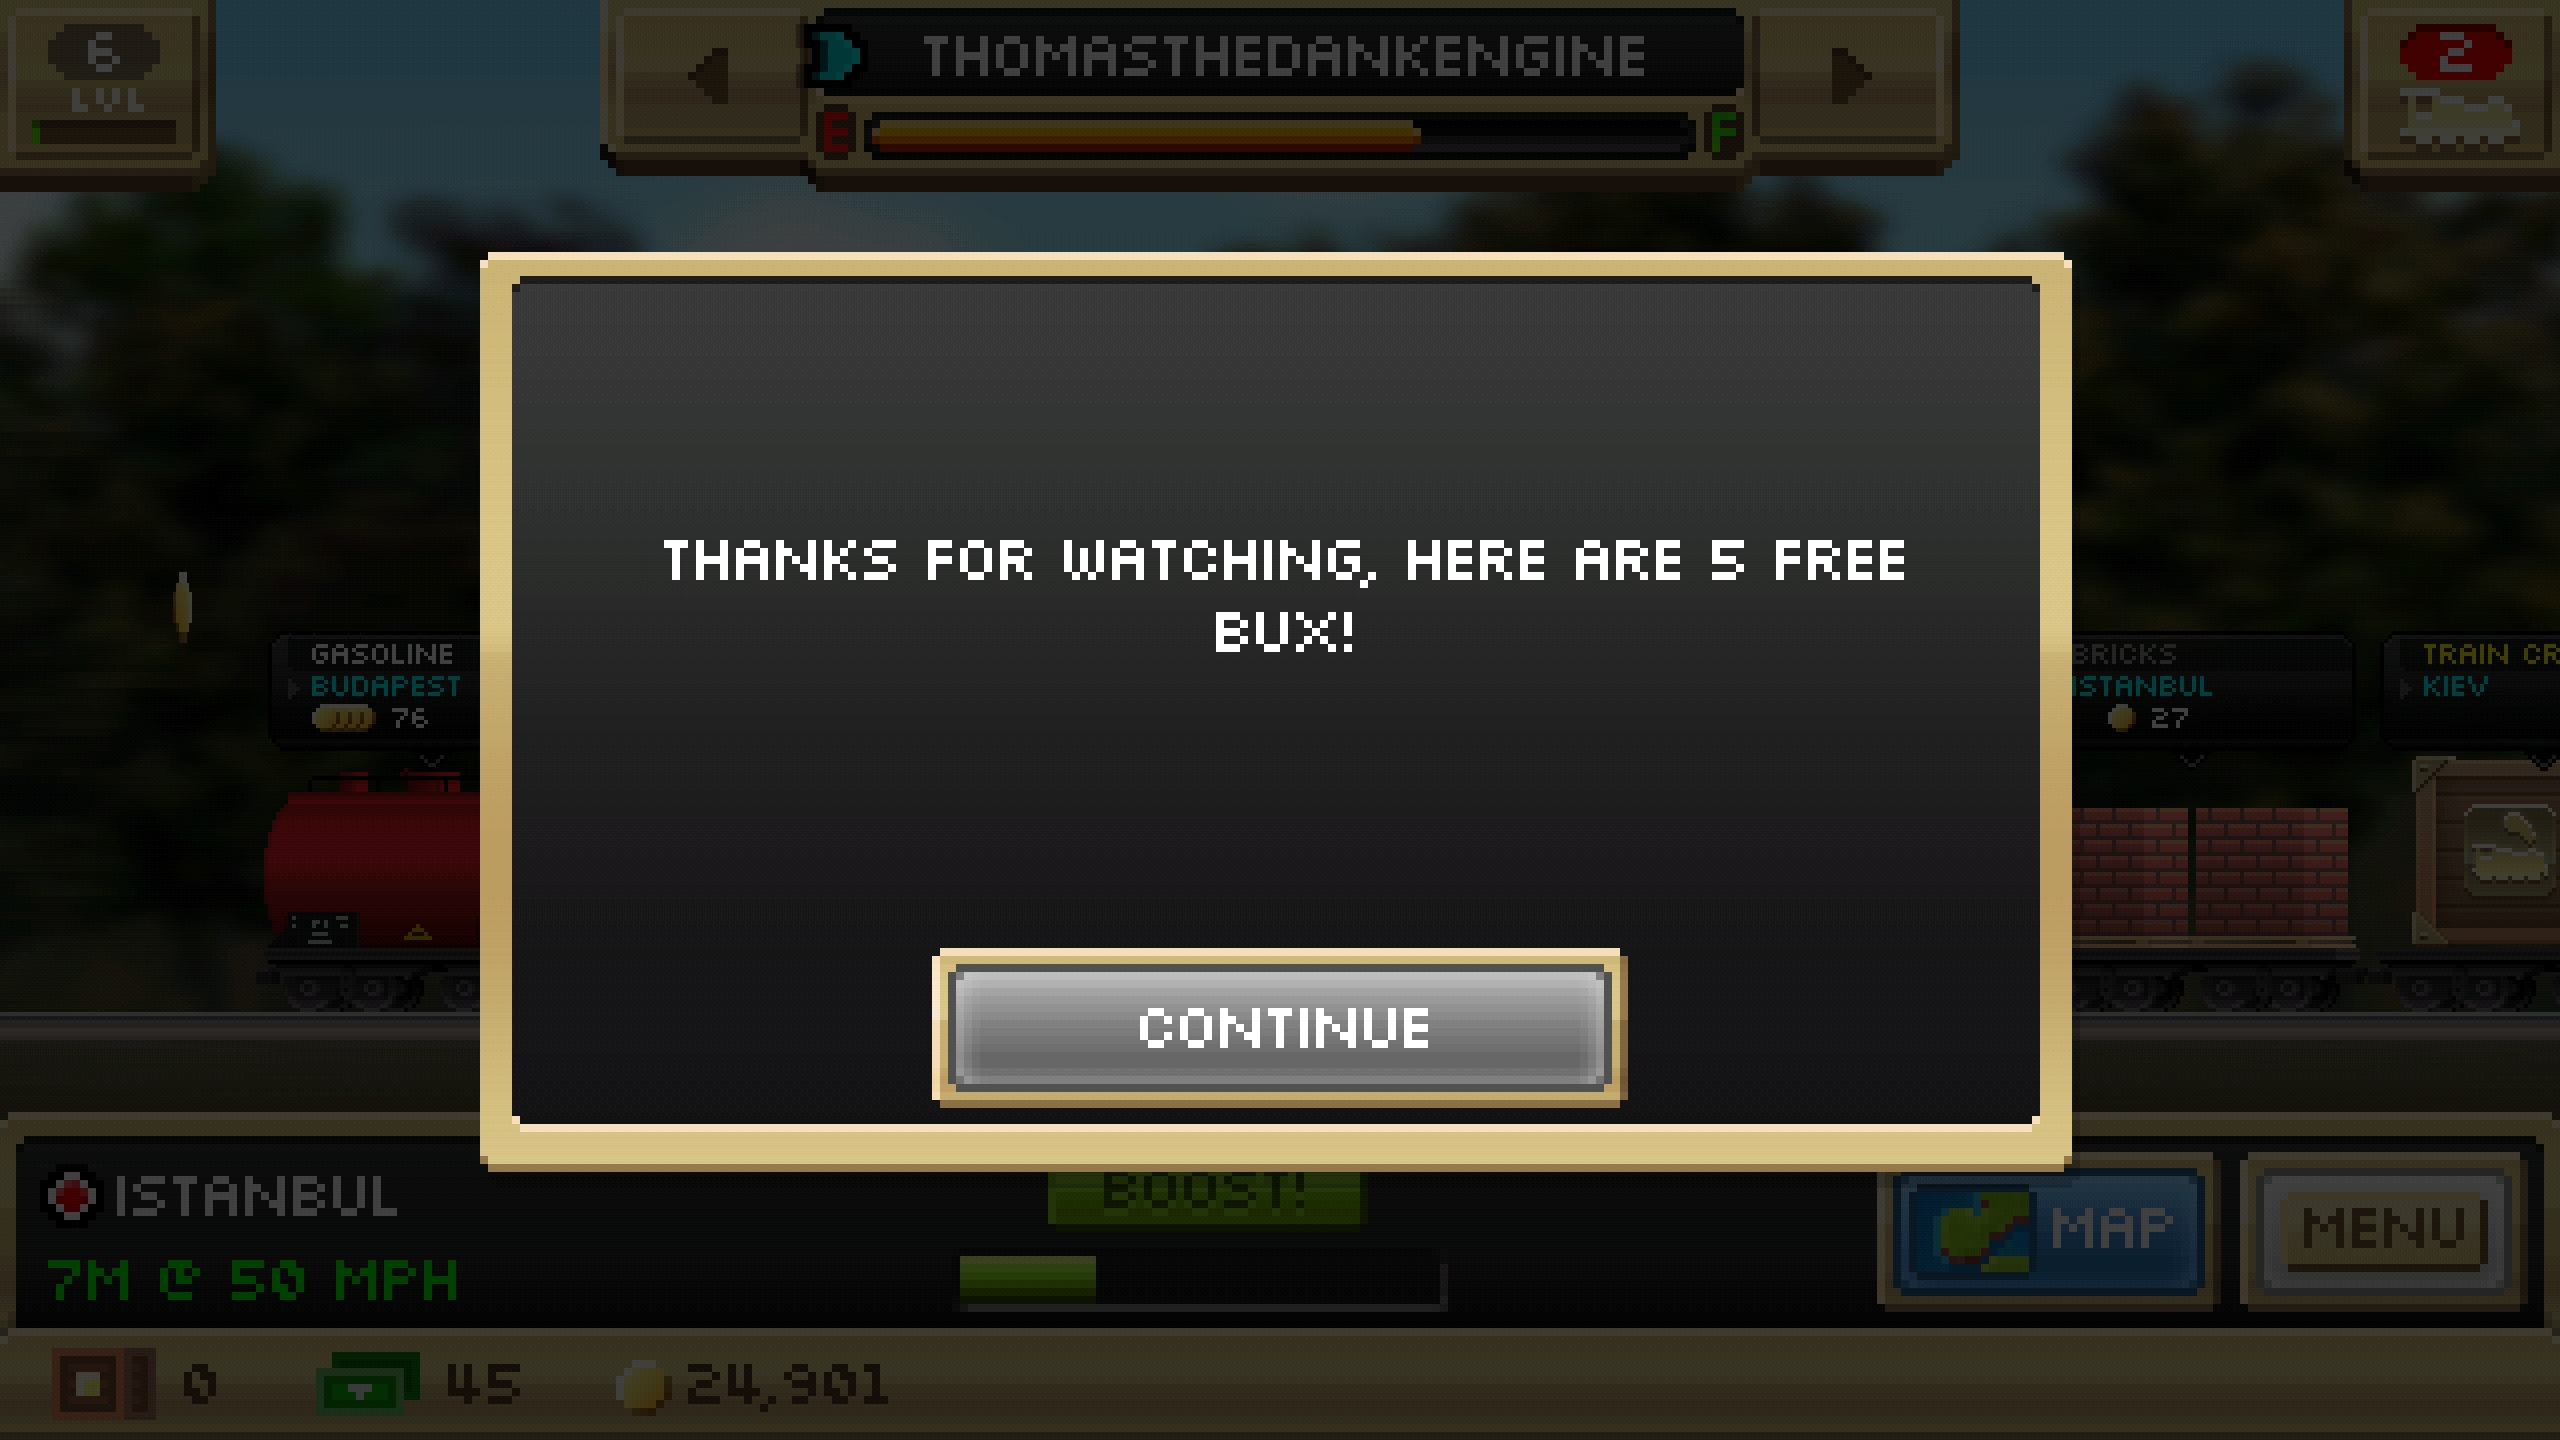 6
LVL
THOMASTHEDANKENGINE
E
F
2
THANKS FOR WATCHING, HERE ARE 5 FREE
BUX!
GASOLINE
BUDAPEST
76
BRICKS
ISTANBUL
27
TRAIN CR
KIEV
CONTINUE
ISTANBUL
7M @ 50 MPH
BOOST!
MAP
MENU
0
45
24,901